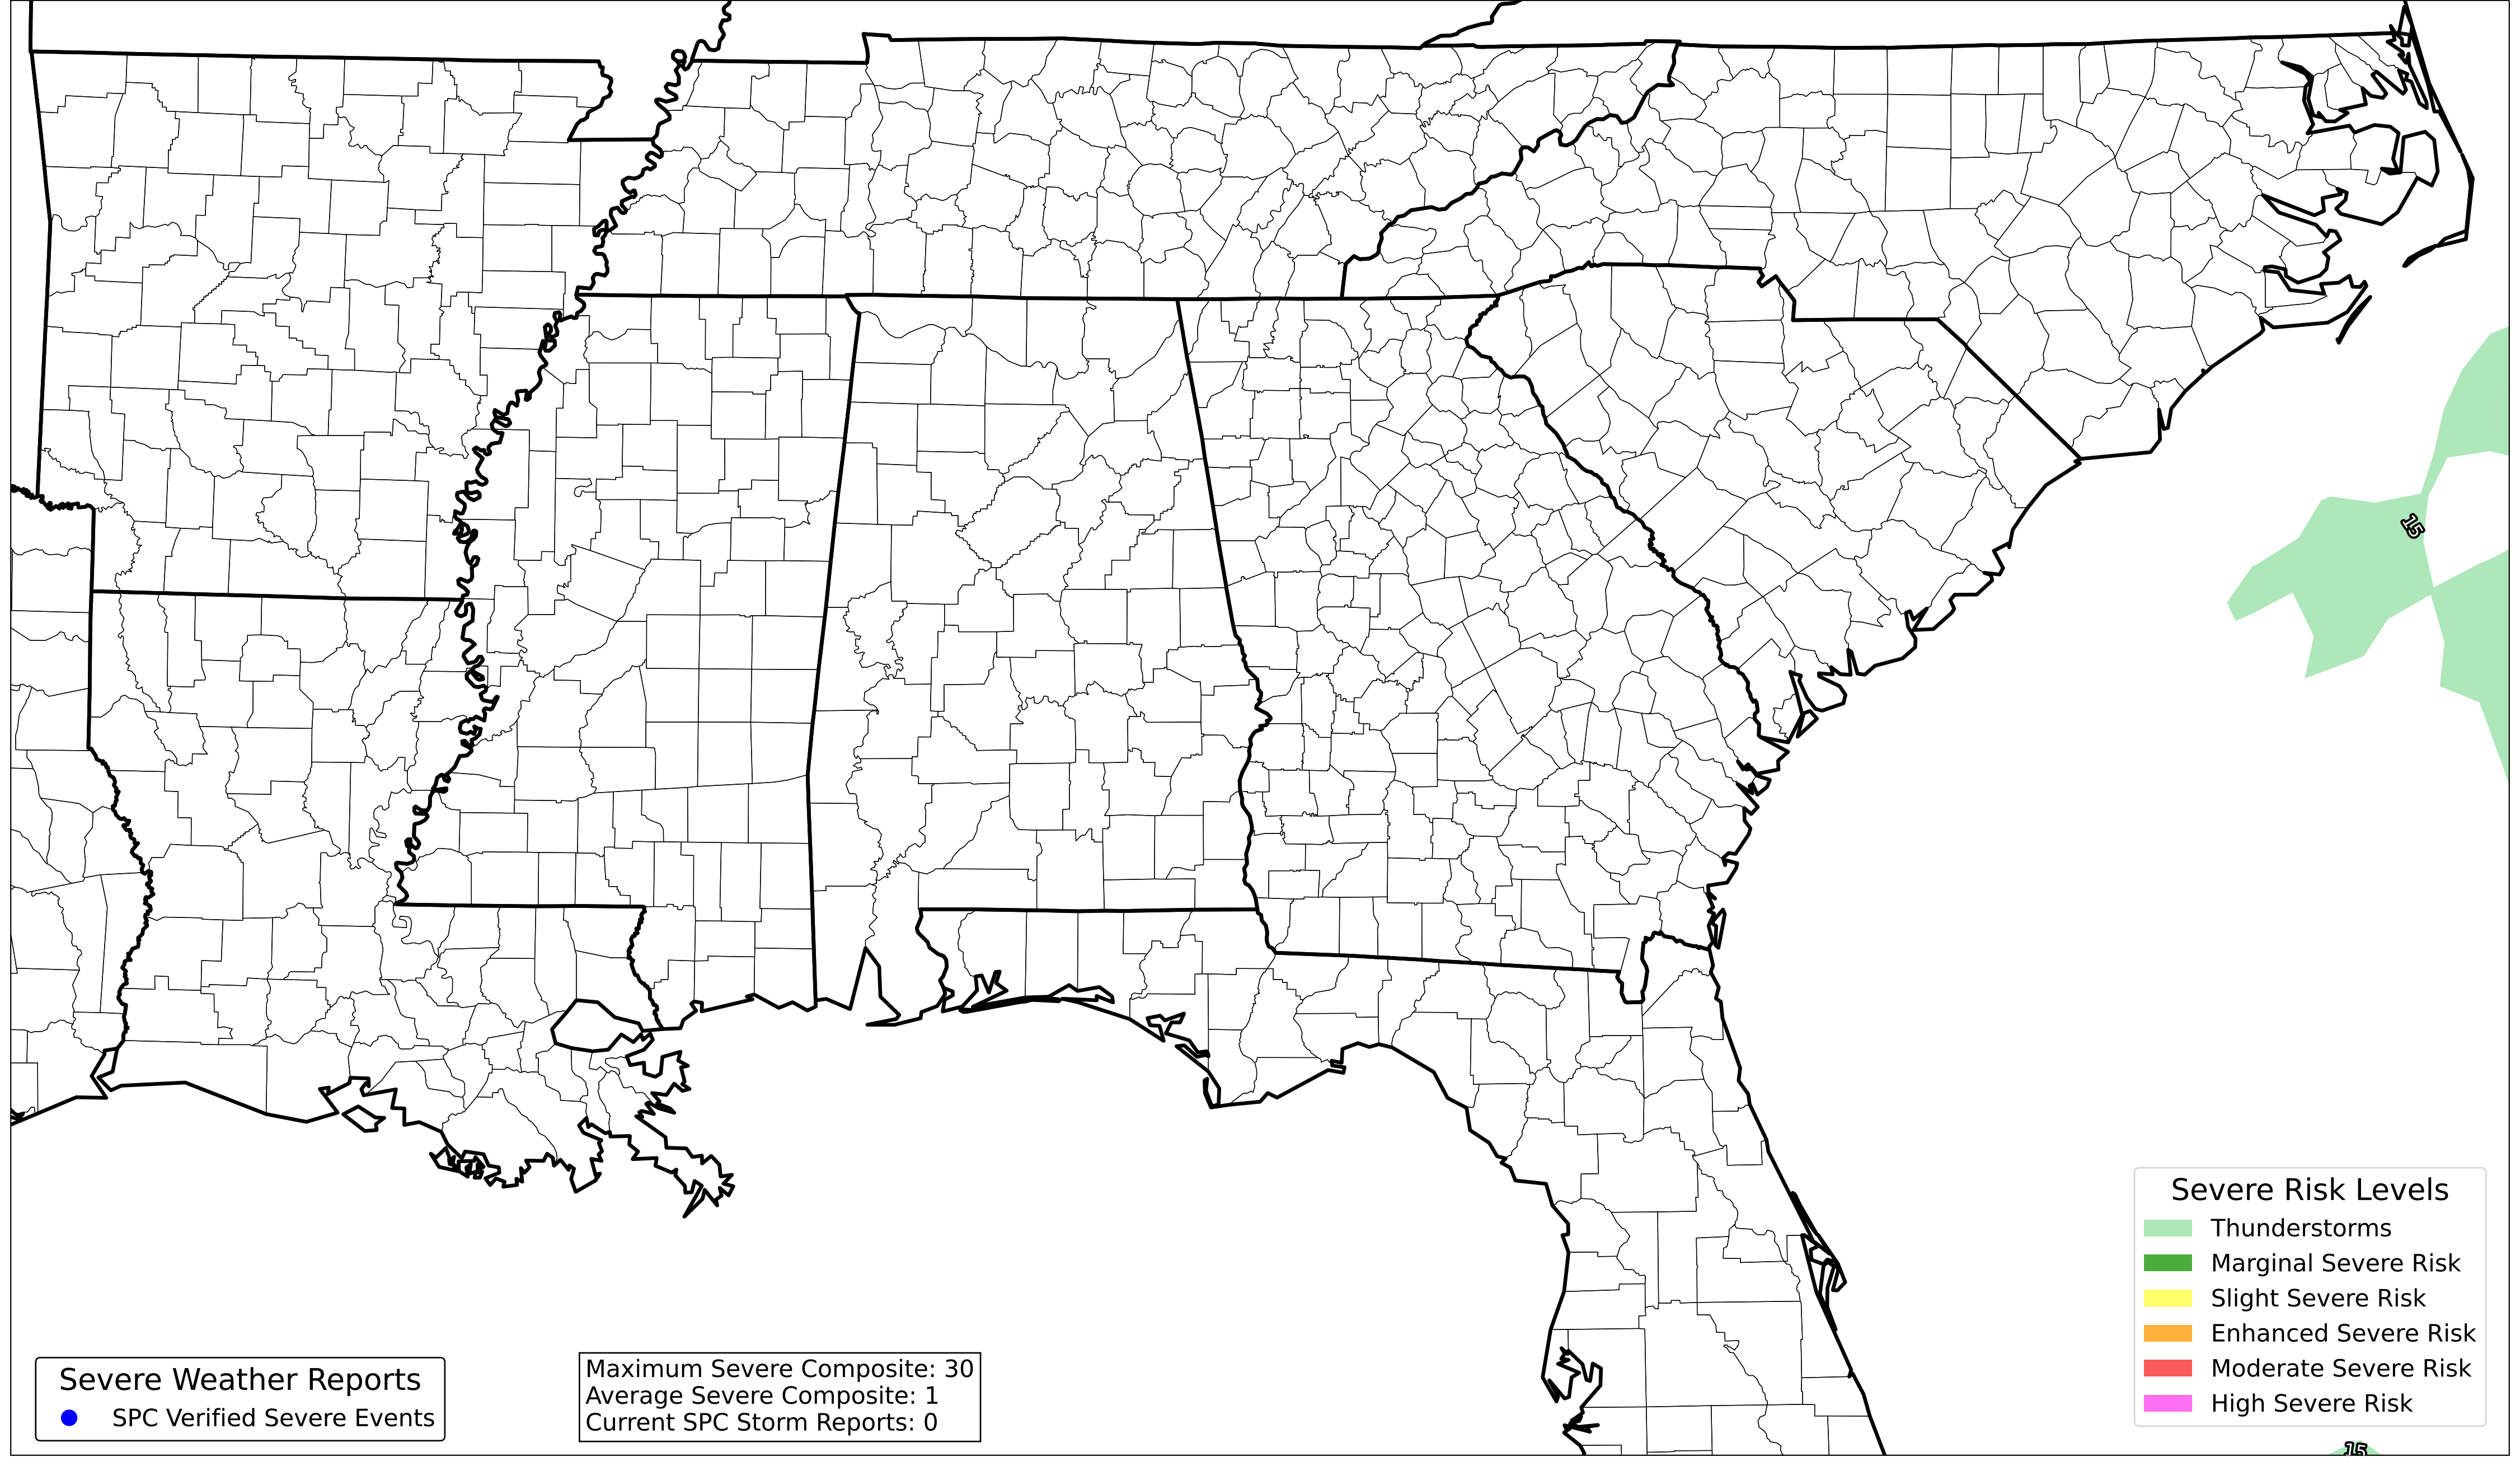 15
Severe Risk Levels
Thunderstorms
Marginal Severe Risk
Slight Severe Risk
Enhanced Severe Risk
Moderate Severe Risk
High Severe Risk
Severe Weather Reports
SPC Verified Severe Events
Maximum Severe Composite: 30
Average Severe Composite: 1
Current SPC Storm Reports: 0
15